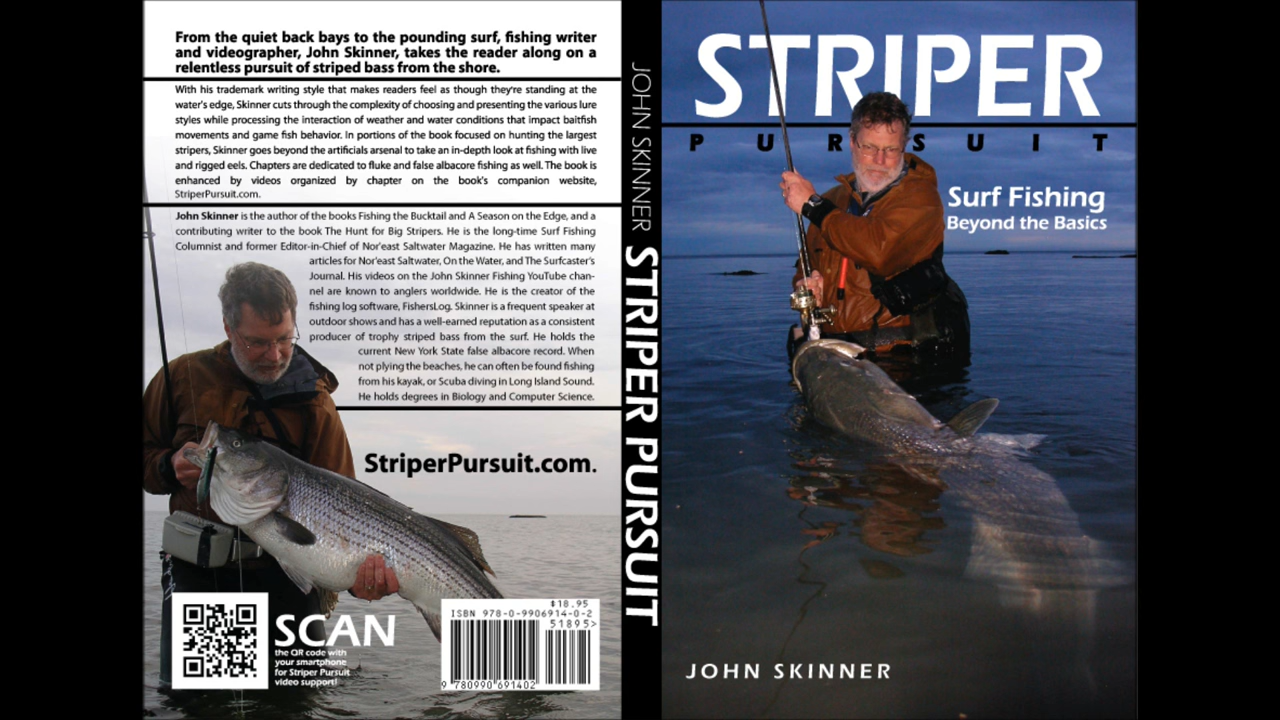 From the quiet back bays to the pounding surf, fishing writer
and videographer, John Skinner, takes the reader along on a
relentless pursuit of striped bass from the shore.
With his trademark writing style that makes readers feel as though they're standing at the
water's edge, Skinner cuts through the complexity of choosing and presenting the various lure
styles while processing the interaction of weather and water conditions that impact baitfish
movements and game fish behavior. In portions of the book focused on hunting the largest
stripers, Skinner goes beyond the artificials arsenal to take an in-depth look at fishing with live
and rigged eels. Chapters are dedicated to fluke and false albacore fishing as well. The book is
enhanced by videos organized by chapter on the book's companion website,
StriperPursuit.com.
John Skinner is the author of the books Fishing the Bucktail and A Season on the Edge, and a
contributing writer to the book The Hunt for Big Stripers. He is the long-time Surf Fishing
Columnist and former Editor-in-Chief of Nor'east Saltwater Magazine. He has written many
articles for Nor'east Saltwater, On the Water, and The Surfcaster's
Journal. His videos on the John Skinner Fishing YouTube chan-
nel are known to anglers worldwide. He is the creator of the
fishing log software, FishersLog. Skinner is a frequent speaker at
outdoor shows and has a well-earned reputation as a consistent
producer of trophy striped bass from the surf. He holds the
current New York State false albacore record. When
not plying the beaches, he can often be found fishing
from his kayak, or Scuba diving in Long Island Sound.
He holds degrees in Biology and Computer Science.
StriperPursuit.com.
SCAN
the QR code with
your smartphone
for Striper Pursuit
video support!
$18.95
ISBN 978-0-9906914-0-2
51895>
9 780990 691402
JOHN SKINNER STRIPER PURSUIT
STRIPER
PURSUIT
Surf Fishing
Beyond the Basics
JOHN SKINNER